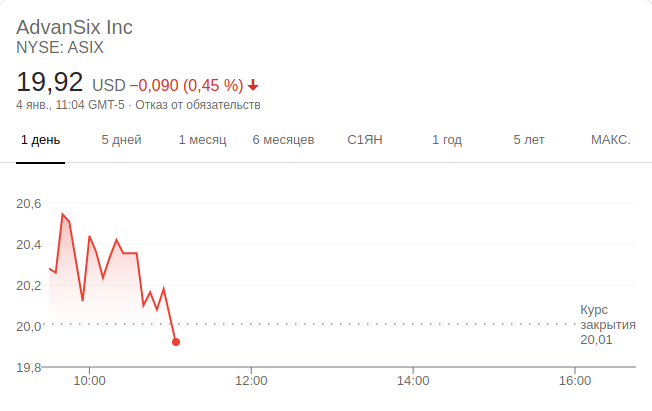 AdvanSix Inc
NYSE: ASIX
19,92 USD −0,090 (0,45 %)
4 янв., 11:04 GMT-5 · Отказ от обязательств
1 день 5 дней 1 месяц 6 месяцев С1ЯН 1 год 5 лет МАКС.
20,6
20,4
20,2
20,0
19,8
Курс
закрытия
20,01
10:00 12:00 14:00 16:00